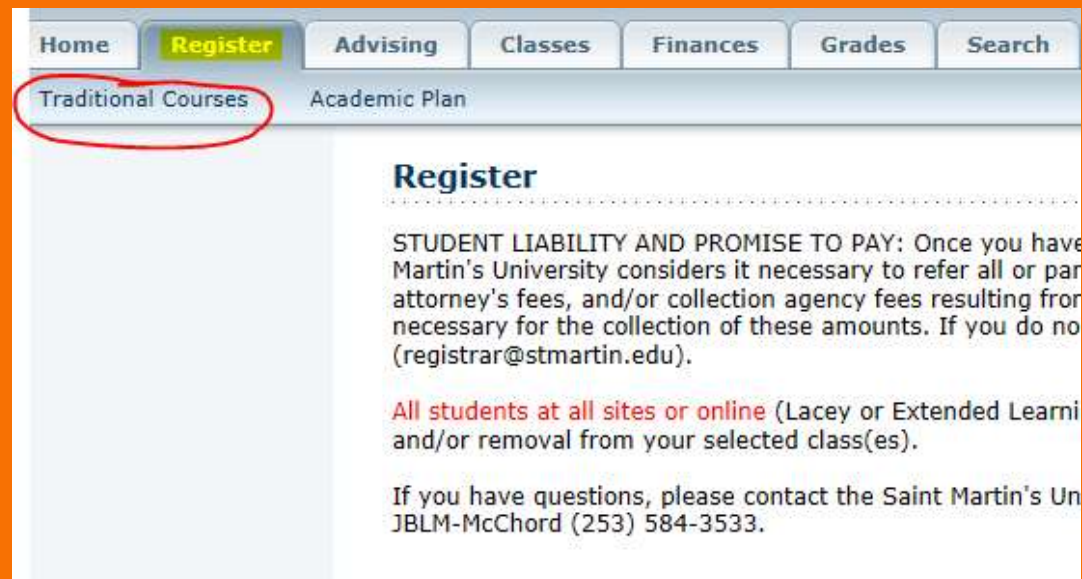 Home Register Advising Classes Finances Grades Search
Traditional Courses Academic Plan
Register
STUDENT LIABILITY AND PROMISE TO PAY: Once you have
Martin's University considers it necessary to refer all or par
attorney's fees, and/or collection agency fees resulting fror
necessary for the collection of these amounts. If you do no
(registrar@stmartin.edu).
All students at all sites or online (Lacey or Extended Learni
and/or removal from your selected class(es).
If you have questions, please contact the Saint Martin's Un
JBLM-McChord (253) 584-3533.